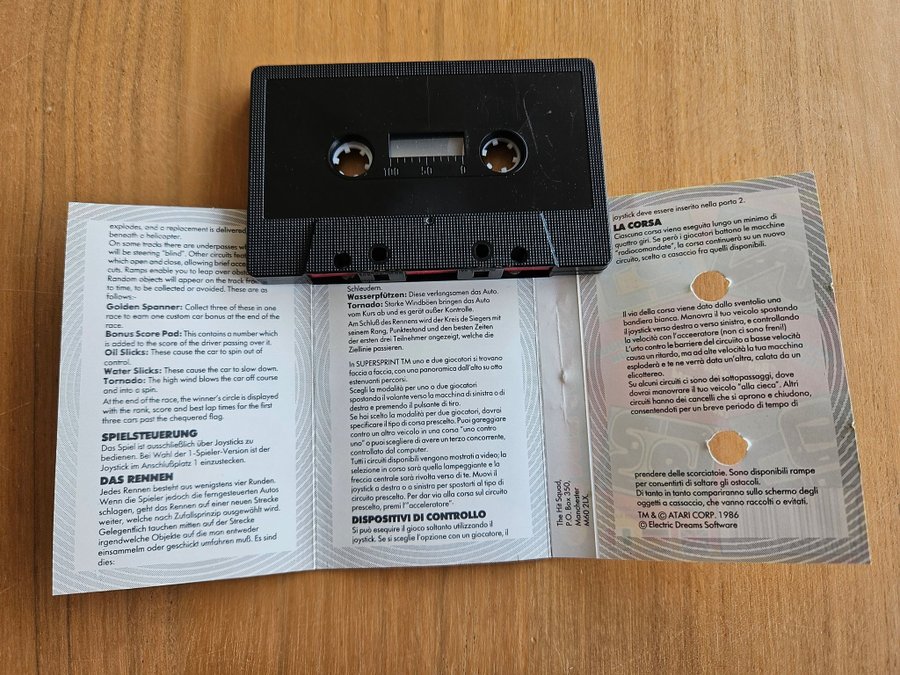 explodes, and a replacement is delivered
beneath a helicopter.
On some tracks there are underpasses wh
will be steering "blind". Other circuits feat
which open and close, allowing brief acce
cuts. Ramps enable you to leap over obsta
Random objects will appear on the track fr
to time, to be collected or avoided. These are as
follows:-
Golden Spanner: Collect three of these in one
race to earn one custom car bonus at the end of the
race.
Bonus Score Pad: This contains a number which
is added to the score of the driver passing over it.
Oil Slicks: These cause the car to spin out of
control.
Water Slicks: These cause the car to slow down.
Tornado: The high wind blows the car off course
and into a spin.
At the end of the race, the winner's circle is displayed
with the rank, score and best lap times for the first
three cars past the chequered flag.
SPIELSTEUERUNG
Das Spiel ist ausschließlich über Joysticks zu
bedienen. Bei Wahl der 1-Spieler-Version ist der
Joystick im Anschlußplatz 1 einzustecken.
DAS RENNEN
Jedes Rennen besteht aus wenigstens vier Runden.
Wenn die Spieler jedoch die ferngesteuerten Autos
schlagen, geht das Rennen auf einer neuen Strecke
weiter, welche nach Zufallsprinzip ausgewählt wird.
Gelegentlich tauchen mitten auf der Strecke
irgendwelche Objekte auf die man entweder
einsammelm oder geschickt umfahren muß. Es sind
dies:
100 50 0
Schleudern.
Wasserpfützen: Diese verlangsamen das Auto
Tornado: Starke Windböen bringen das Auto
vom Kurs ab und es gerät außer Kontrolle.
Am Schluß des Rennens wird der Kreis de Siegers mit
seinem Rang, Punktestand und den besten Zeiten
der ersten drei Teilnehmer angezeigt, welche die
Ziellinie passieren.
In SUPERSPRINT TM uno e due giocatori si trovano
faccia a faccia, con una panoramica dall'alto su otto
estenuanti percorsi.
Scegli la modalità per uno o due giocatori
spostando il volante verso la macchina di sinistra o di
destra e premendo il pulsante di tiro.
Se hai scelto la modalità per due giocatori, dovrai
specificare il tipo di corsa prescelto. Puoi gareggiare
contro un altro veicolo in una corsa "uno contro
uno" o puoi scegliere di avere un terzo concorrente,
controllato dal computer.
Tutti i circuiti disponibili vengono mostrati a video; la
selezione in corso sarà quella lampeggiante e la
freccia centrale sarà rivolta verso di te. Muovi il
joystick a destra o a sinistra per spostarti al tipo di
circuito prescelto. Per dar via alla corsa sul circuito
prescelto, premi l'"acceleratore"
DISPOSITIVI DI CONTROLLO
Si può eseguire il gioco soltanto utilizzando il
joystick. Se si sceglie l'opzione con un giocatore, il
The Hit Squad,
P.O. Box 350,
Manchester
M60 2LX,
joystick deve essere inserito nella porta 2.
LA CORSA
Ciascuna corsa viene eseguita lungo un minimo di
quattro giri. Se però i giocatori battono le macchine
"radiocomandate", la corsa continuerà su un nuovo
circuito, scelto a casaccio fra quelli disponibili.
Il via della corsa viene dato dallo sventolio una
bandiera bianca. Manovra il tuo veicolo spostando
il joystick verso destra e verso sinistra, e controllando
la velocità con l'acceleratore (non ci sono freni!)
L'urto contro le barriere del circuito a basse velocità
causa un ritardo, ma ad alte velocità la tua macchina
esploderà e te ne verrà data un'altra, calata da un
elicottereo.
Su alcuni circuiti ci sono dei sottopassaggi, dove
dovrai manovrare il tuo veicolo "alla cieca". Altri
circuiti hanno dei cancelli che si aprono e chiudono,
consentendoti per un breve periodo di tempo di
prendere delle scorciatoie. Sono disponibili rampe
per consentirti di saltare gli ostacoli.
Di tanto in tanto compariranno sullo schermo degli
oggetti a casaccio, che vanno raccolti o evitati,
TM & © ATARI CORP. 1986
© Electric Dreams Software